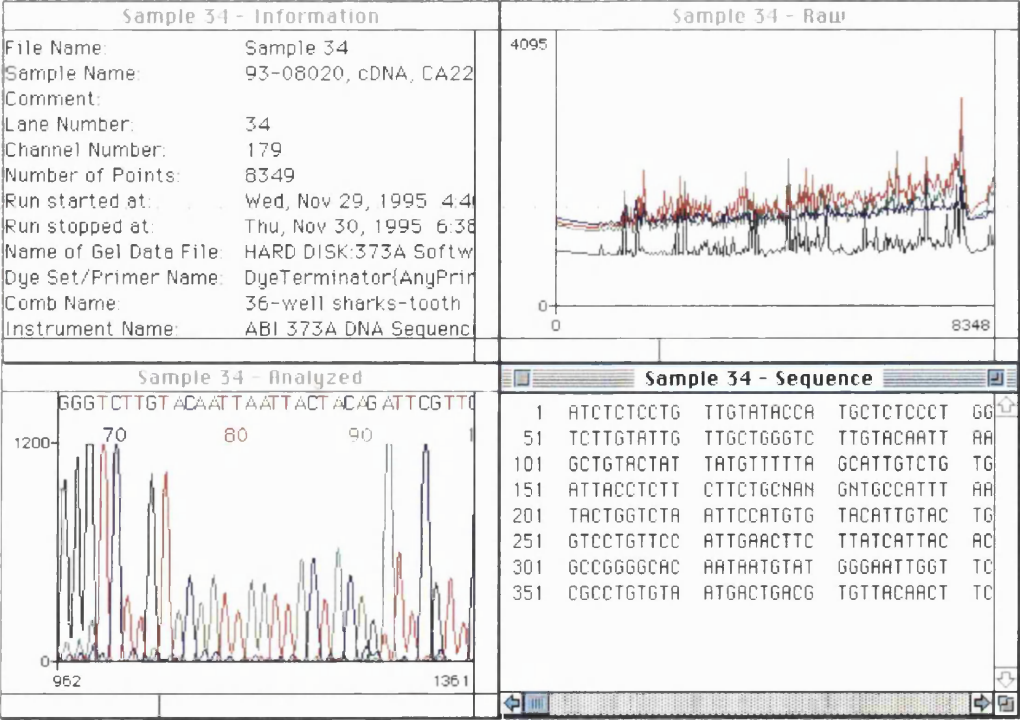 Sample 34 - Information
File Name: Sample 34
Sample Name: 93-08020, cDNA, CA22
Comment:
Lane Number: 34
Channel Number: 179
Number of Points: 8349
Run started at: Wed, Nov 29, 1995 4:4
Run stopped at: Thu, Nov 30, 1995 6:38
Name of Gel Data File: HARD DISK:373A Softw
Dye Set/Primer Name: DyeTerminator{AnyPrir
Comb Name: 36-well sharks-tooth
Instrument Name: ABI 373A DNA Sequenc
Sample 34 - Raw
4095
0
0 8348
Sample 34 - Analyzed
GGGTCTTGTACAATTAATTACTACAGATTCGTT
70 80 90 1
1200
0
962 1361
Sample 34 - Sequence
1 ATCTCTCCTG TTGTATACCA TGCTCTCCCT GG
51 TCTTGTATTG TTGCTGGGTC TTGTACAATT AA
101 GCTGTACTAT TATGTTTTTA GCATTGTCTG TG
151 ATTACCTCTT CTTCTGCNAN GNTGCCATTT AA
201 TACTGGTCTA ATTCCATGTG TACATTGTAC TG
251 GTCCTGTTCC ATTGAACTTC TTATCATTAC AC
301 GCCGGGGCAC AATAATGTAT GGGAATTGGT TC
351 CGCCTGTGTA ATGACTGACG TGTTACAACT TC